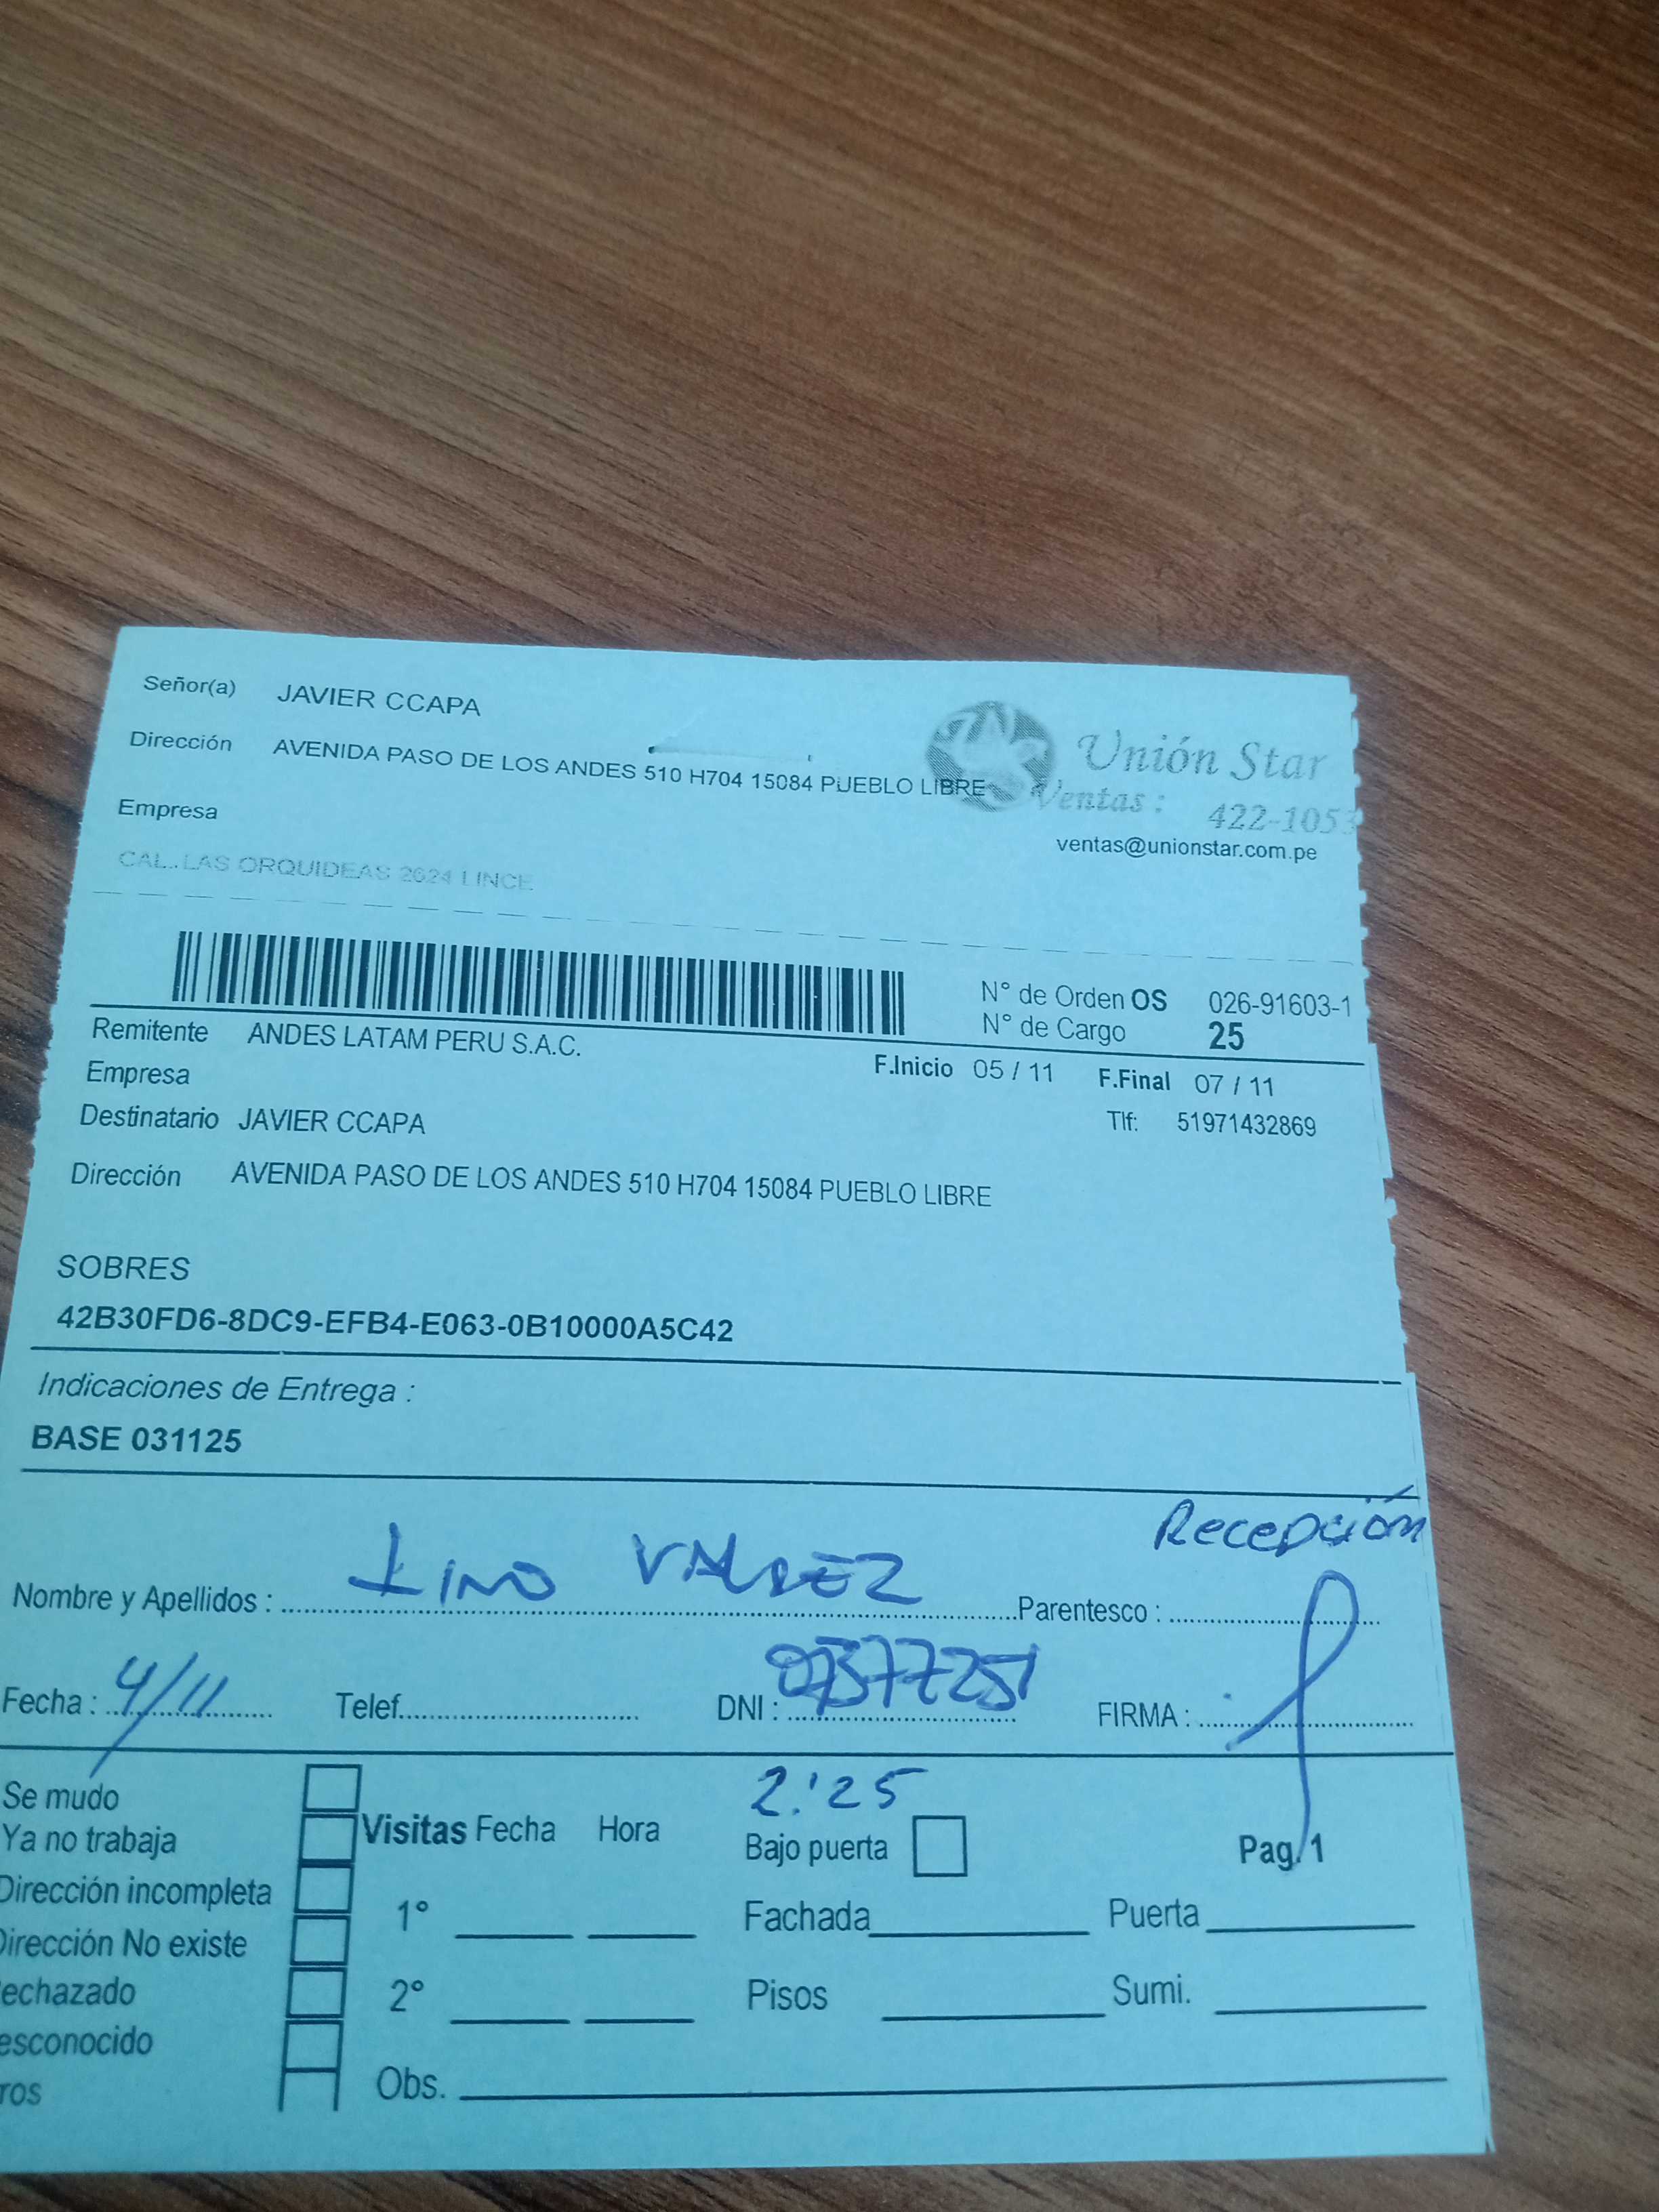 Señor(a) JAVIER CCAPA
Dirección AVENIDA PASO DE LOS ANDES 510 H704 15084 PUEBLO LIBRE
Unión Star
Ventas : 422-1053
ventas@unionstar.com.pe
Empresa
CAL..LAS ORQUIDEAS 2624 LINCE
N° de Orden OS 026-91603-1
N° de Cargo 25
Remitente ANDES LATAM PERU S.A.C.
F.Inicio 05 / 11 F.Final 07 / 11
Empresa
Destinatario JAVIER CCAPA
Tlf: 51971432869
Dirección AVENIDA PASO DE LOS ANDES 510 H704 15084 PUEBLO LIBRE
SOBRES
42B30FD6-8DC9-EFB4-E063-0B10000A5C42
Indicaciones de Entrega :
BASE 031125
Recepción
Nombre y Apellidos : LINO VALDEZ Parentesco :
Fecha : 4/11 Telef. DNI : FIRMA :
2:25
Se mudo
Ya no trabaja
Visitas Fecha Hora
Bajo puerta
Pag. 1
Dirección incompleta
1° Fachada Puerta
Dirección No existe
echazado
2° Pisos Sumi.
esconocido
ros
Obs.